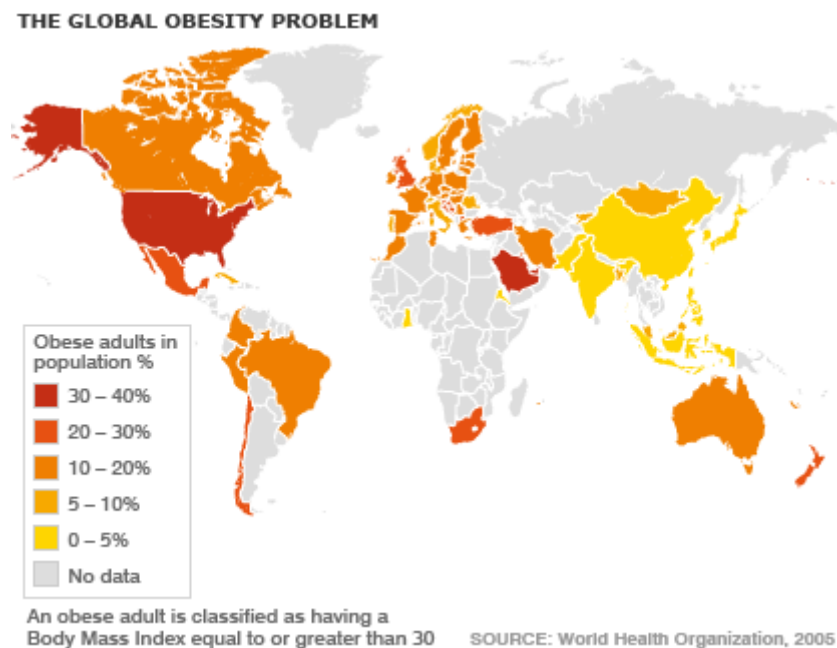 THE GLOBAL OBESITY PROBLEM
Obese adults in
population %
30 – 40%
20 – 30%
10 – 20%
5 – 10%
0 – 5%
No data
An obese adult is classified as having a
Body Mass Index equal to or greater than 30
SOURCE: World Health Organization, 2005